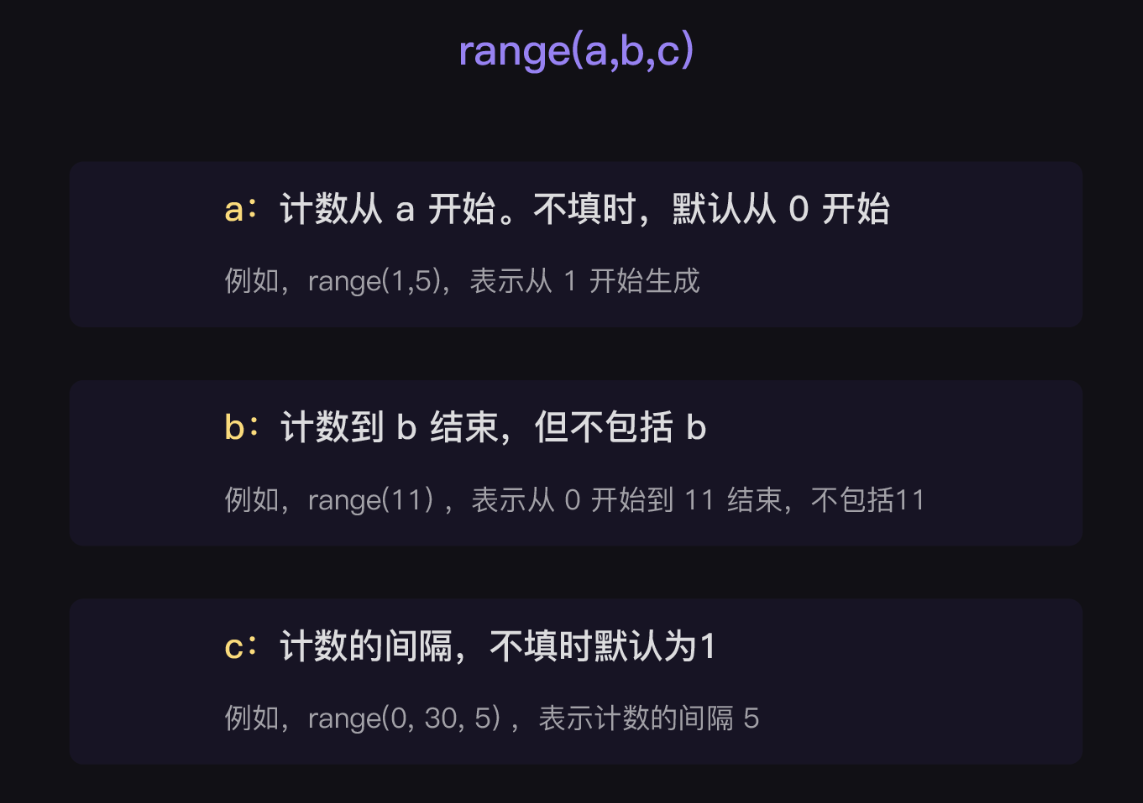 range(a,b,c)
a：计数从 a 开始。不填时，默认从 0 开始
例如，range(1,5)，表示从 1 开始生成
b：计数到 b 结束，但不包括 b
例如，range(11) ，表示从 0 开始到 11 结束，不包括11
c：计数的间隔，不填时默认为1
例如，range(0, 30, 5) ，表示计数的间隔 5